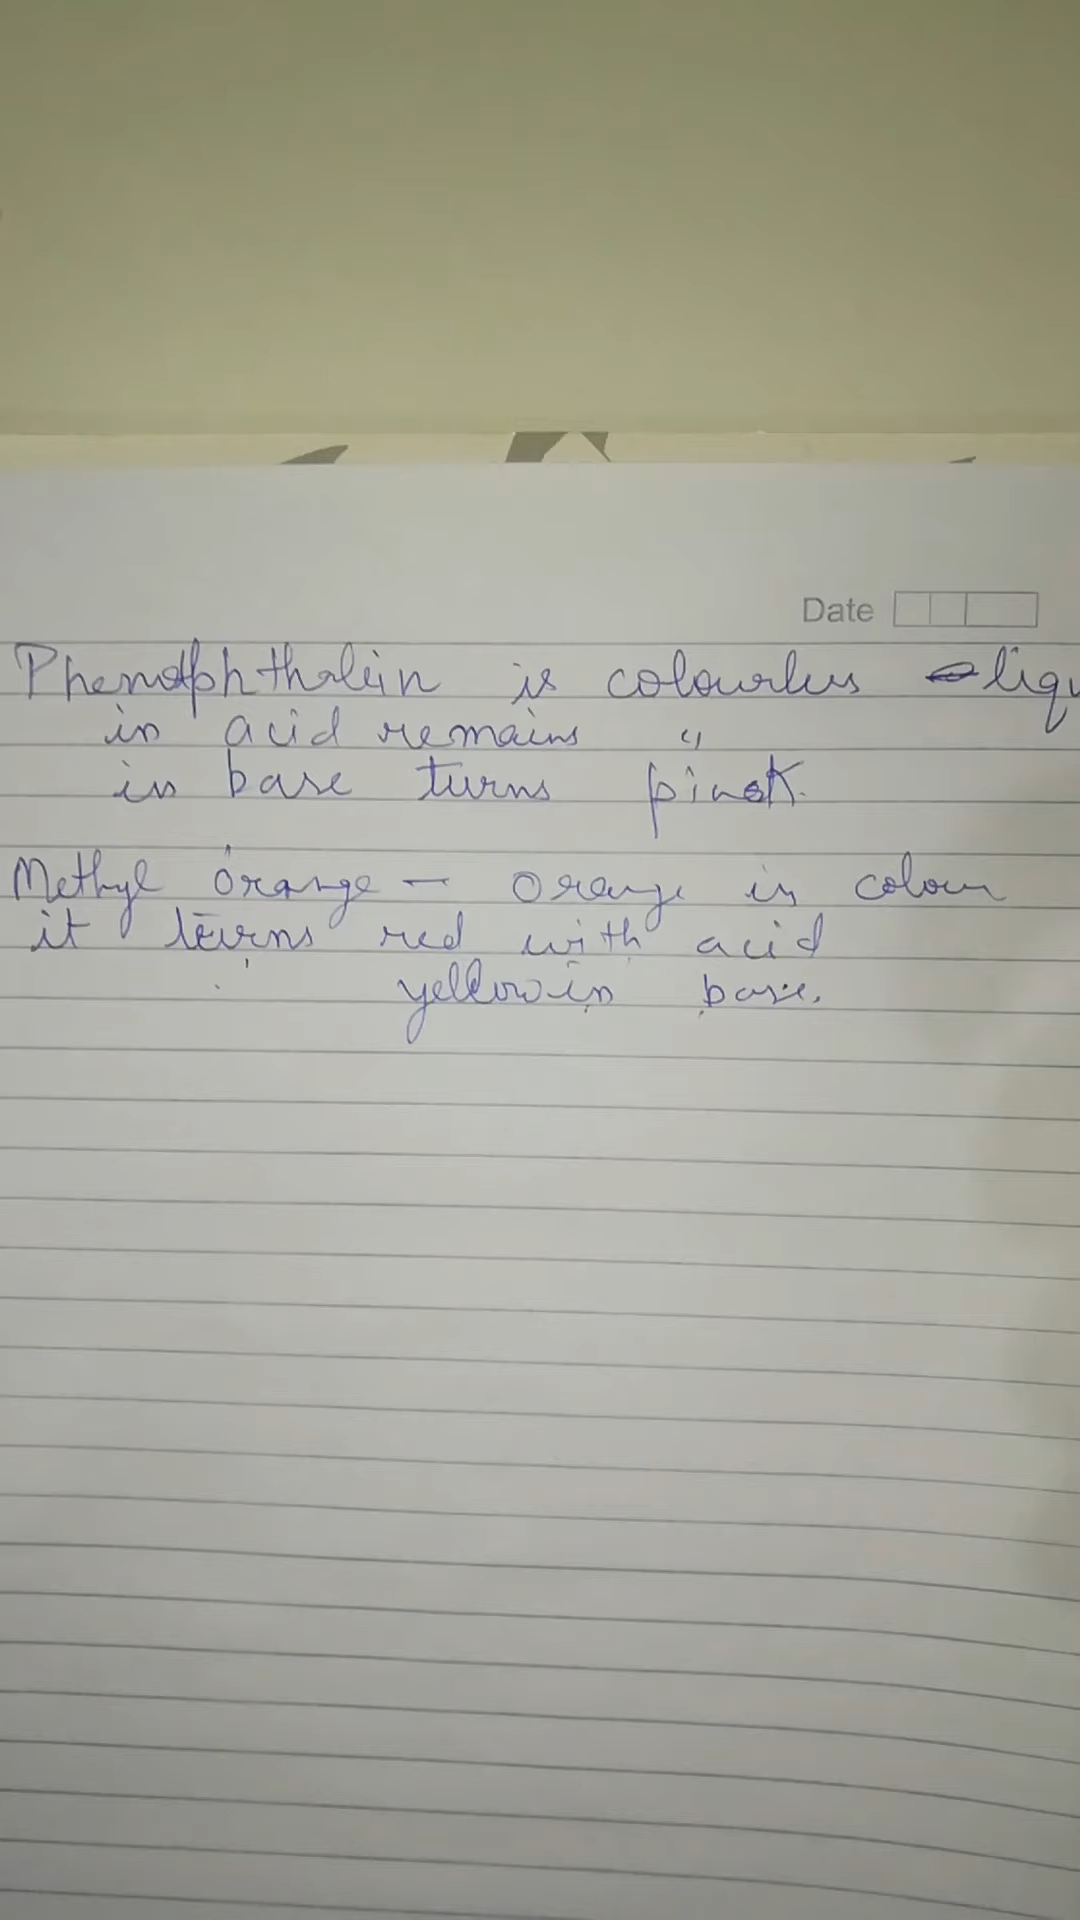 Date
Phenolphthalein is colourless liqu
in acid remains "
in base turns pink.
Methyl orange - orange in colour
it turns red with acid
yellow in base.